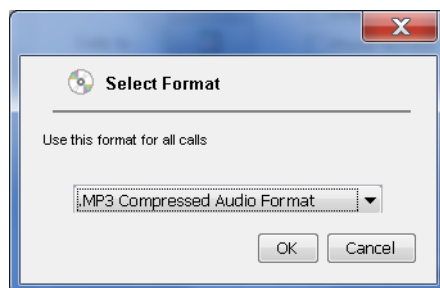 Select Format
Use this format for all calls
.MP3 Compressed Audio Format
OK Cancel